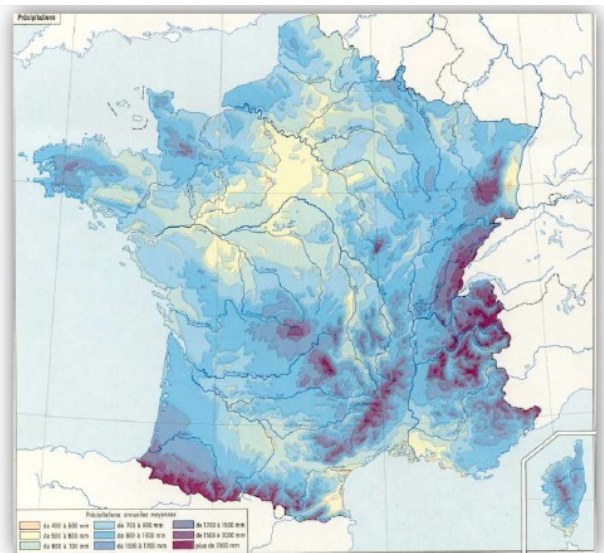 Précipitations
Précipitations annuelles moyennes
de 400 à 500 mm
de 500 à 600 mm
de 600 à 700 mm
de 700 à 800 mm
de 800 à 1000 mm
de 1000 à 1200 mm
de 1200 à 1500 mm
de 1500 à 2000 mm
plus de 2000 mm